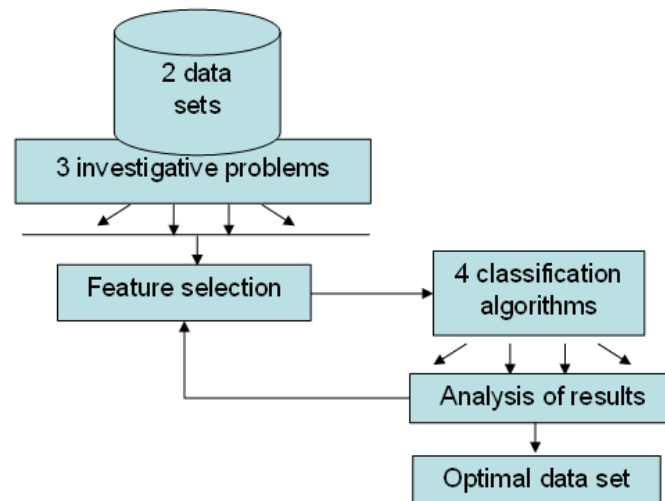 2 data
sets
3 investigative problems
Feature selection
4 classification
algorithms
Analysis of results
Optimal data set